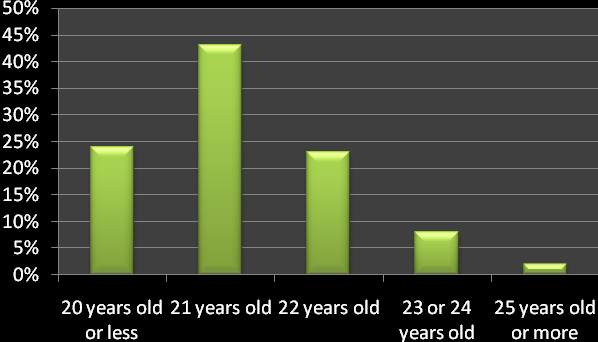 50%
45%
40%
35%
30%
25%
20%
15%
10%
5%
0%
20 years old or less
21 years old
22 years old
23 or 24 years old
25 years old or more